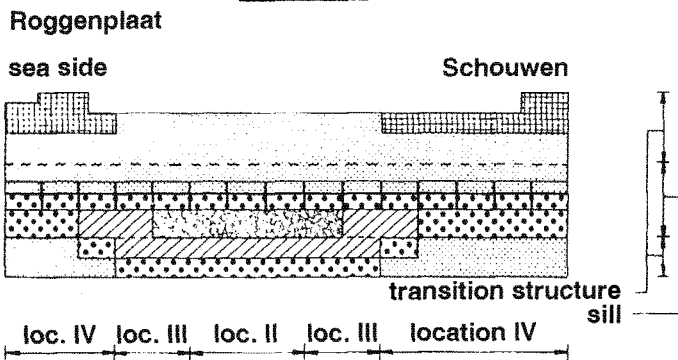 Roggenplaat
sea side Schouwen
transition structure
sill
loc. IV loc. III loc. II loc. III location IV